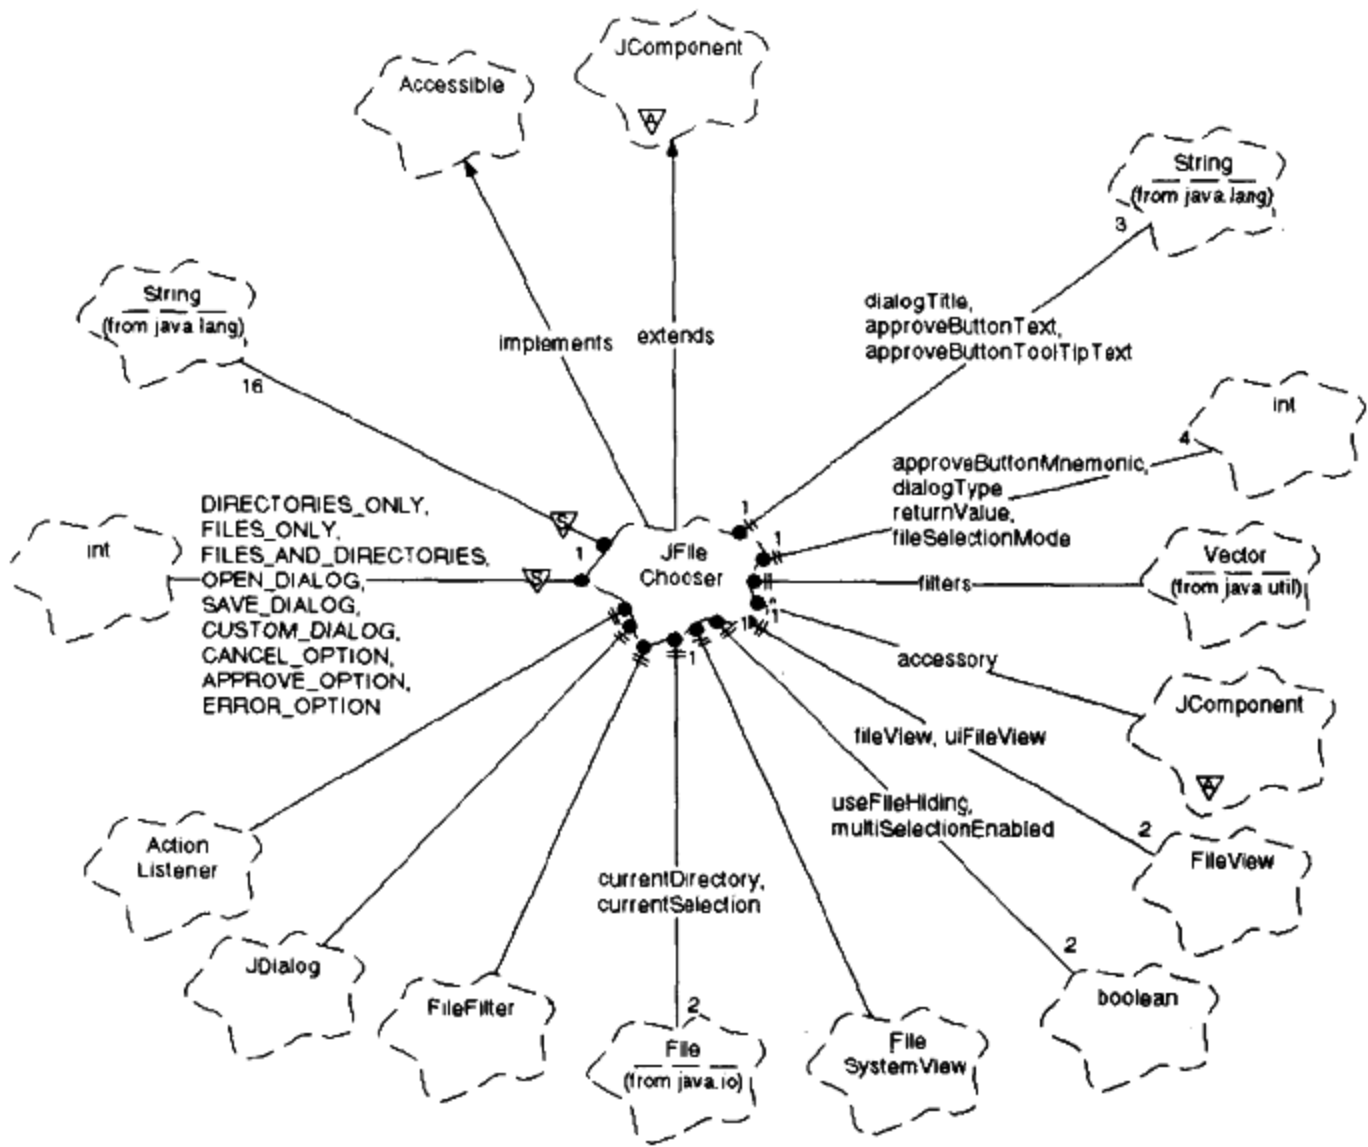 JComponent
A
Accessible
String
(from java.lang)
3
String
(from java.lang)
16
dialogTitle,
approveButtonText,
approveButtonToolTipText
implements
extends
int
4
approveButtonMnemonic,
dialogType
returnValue,
fileSelectionMode
DIRECTORIES_ONLY,
FILES_ONLY,
FILES_AND_DIRECTORIES,
OPEN_DIALOG,
SAVE_DIALOG,
CUSTOM_DIALOG,
CANCEL_OPTION,
APPROVE_OPTION,
ERROR_OPTION
int
S
S
1
1
1
JFile
Chooser
filters
Vector
(from java.util)
1
1
1
accessory
JComponent
A
fileView, uiFileView
2
FileView
useFileHiding,
multiSelectionEnabled
2
boolean
Action
Listener
currentDirectory,
currentSelection
JDialog
FileFilter
2
File
(from java.io)
File
SystemView